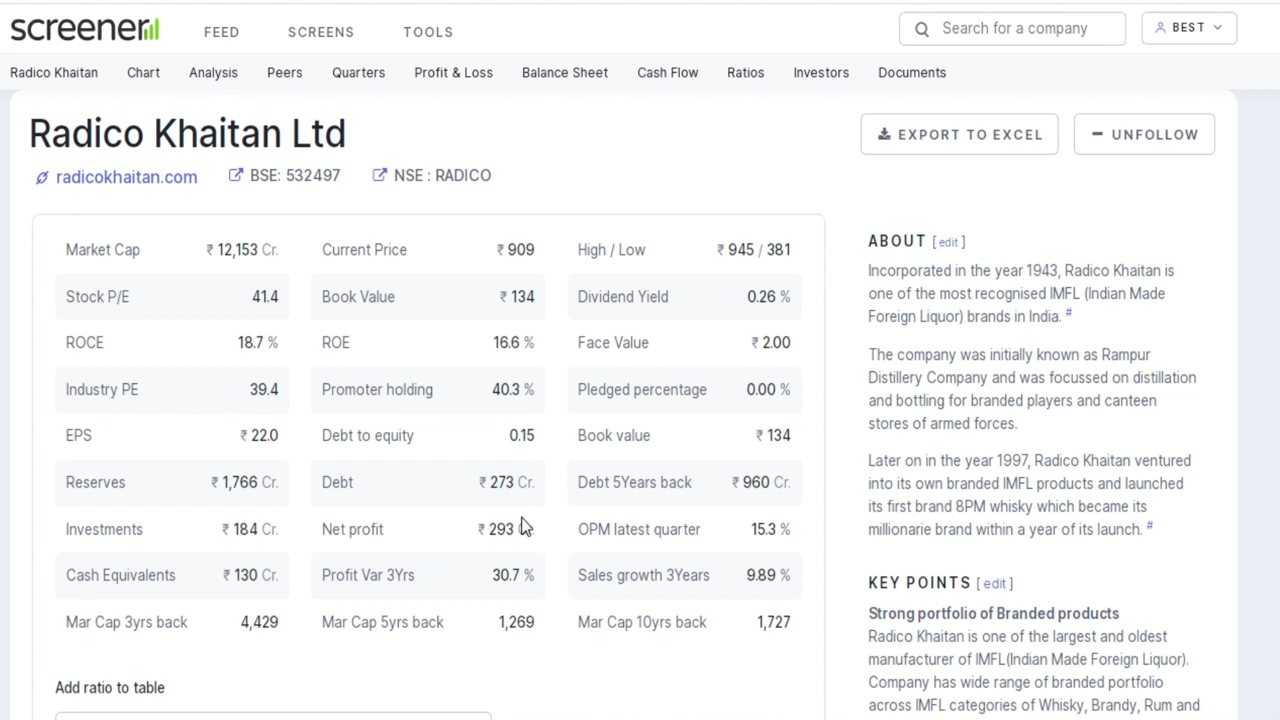 screener
FEED SCREENS TOOLS
Search for a company
BEST
Radico Khaitan Chart Analysis Peers Quarters Profit & Loss Balance Sheet Cash Flow Ratios Investors Documents
Radico Khaitan Ltd
EXPORT TO EXCEL
UNFOLLOW
radicokhaitan.com BSE: 532497 NSE : RADICO
Market Cap ₹ 12,153 Cr. Current Price ₹ 909 High / Low ₹ 945 / 381
Stock P/E 41.4 Book Value ₹ 134 Dividend Yield 0.26 %
ROCE 18.7 % ROE 16.6 % Face Value ₹ 2.00
Industry PE 39.4 Promoter holding 40.3 % Pledged percentage 0.00 %
EPS ₹ 22.0 Debt to equity 0.15 Book value ₹ 134
Reserves ₹ 1,766 Cr. Debt ₹ 273 Cr. Debt 5Years back ₹ 960 Cr.
Investments ₹ 184 Cr. Net profit ₹ 293 OPM latest quarter 15.3 %
Cash Equivalents ₹ 130 Cr. Profit Var 3Yrs 30.7 % Sales growth 3Years 9.89 %
Mar Cap 3yrs back 4,429 Mar Cap 5yrs back 1,269 Mar Cap 10yrs back 1,727
Add ratio to table
ABOUT [ edit ]
Incorporated in the year 1943, Radico Khaitan is
one of the most recognised IMFL (Indian Made
Foreign Liquor) brands in India. #
The company was initially known as Rampur
Distillery Company and was focussed on distillation
and bottling for branded players and canteen
stores of armed forces.
Later on in the year 1997, Radico Khaitan ventured
into its own branded IMFL products and launched
its first brand 8PM whisky which became its
millionarie brand within a year of its launch. #
KEY POINTS [ edit ]
Strong portfolio of Branded products
Radico Khaitan is one of the largest and oldest
manufacturer of IMFL(Indian Made Foreign Liquor).
Company has wide range of branded portfolio
across IMFL categories of Whisky, Brandy, Rum and